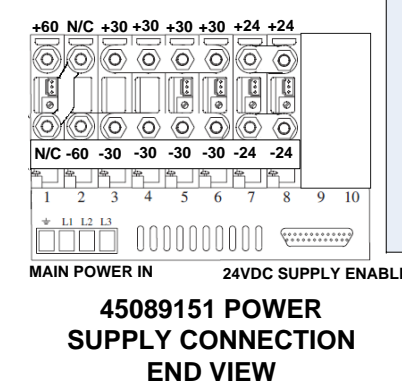 +60 N/C +30 +30 +30 +30 +24 +24
N/C -60 -30 -30 -30 -30 -24 -24
1 2 3 4 5 6 7 8 9 10
L1 L2 L3
MAIN POWER IN 24VDC SUPPLY ENABL
45089151 POWER
SUPPLY CONNECTION
END VIEW